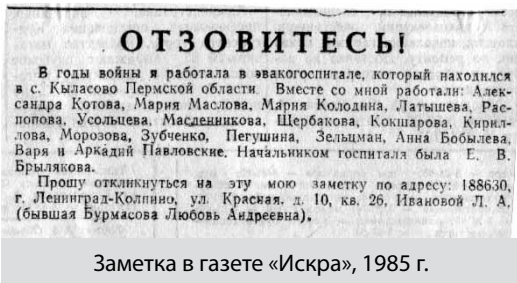 ОТЗОВИТЕСЬ!
В годы войны я работала в эвакогоспитале, который находился
в с. Кыласово Пермской области. Вместе со мной работали: Алек-
сандра Котова, Мария Маслова, Мария Колодина, Латышева, Рас-
попова, Усольцева, Масленникова, Щербакова, Кокшарова, Кирил-
лова, Морозова, Зубченко, Пегушина, Зельцман, Анна Бобылева,
Варя и Аркадий Павловские. Начальником госпиталя была Е. В.
Брылякова.
Прошу откликнуться на эту мою заметку по адресу: 188630,
г. Ленинград-Колпино, ул. Красная, д. 10, кв. 26, Ивановой Л. А.
(бывшая Бурмасова Любовь Андреевна).
Заметка в газете «Искра», 1985 г.